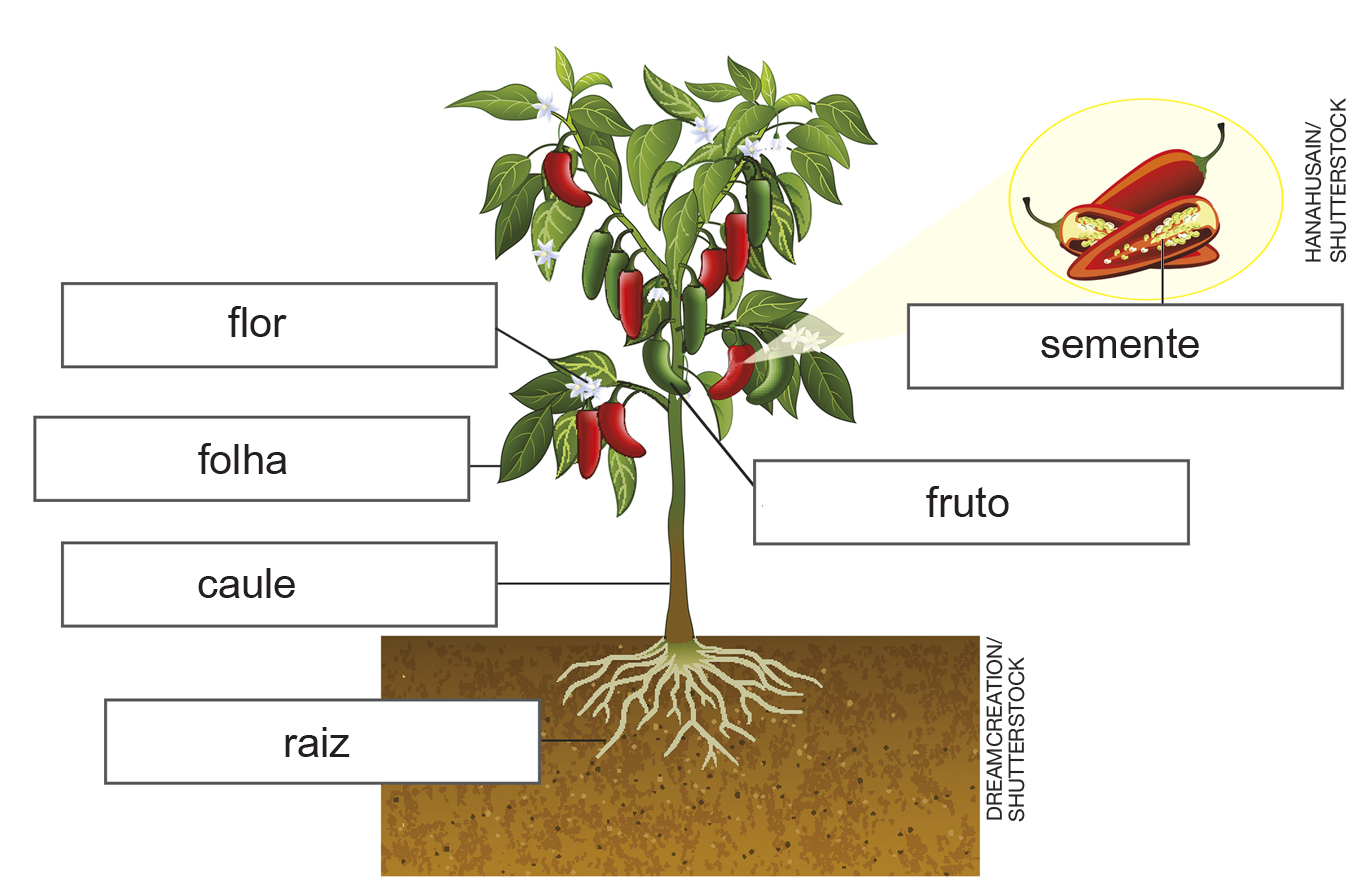 HANAHUSAIN/
SHUTTERSTOCK
flor
semente
folha
fruto
caule
raiz
DREAMCREATION/
SHUTTERSTOCK